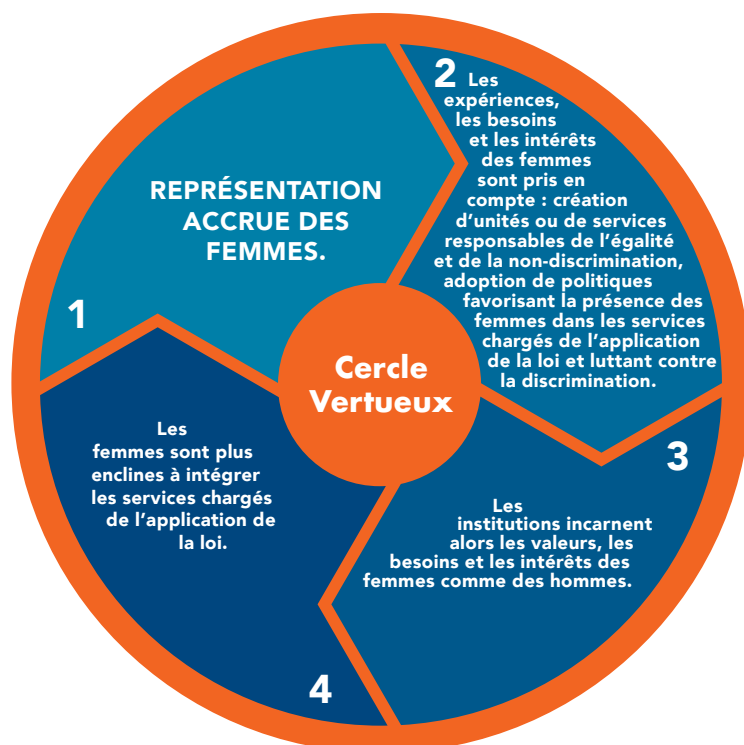 1
REPRÉSENTATION
ACCRUE DES
FEMMES.
2 Les
expériences,
les besoins
et les intérêts
des femmes
sont pris en
compte : création
d’unités ou de services
responsables de l’égalité
et de la non-discrimination,
adoption de politiques
favorisant la présence des
femmes dans les services
chargés de l’application
de la loi et luttant contre
la discrimination.
3
Les
institutions incarnent
alors les valeurs, les
besoins et les intérêts des
femmes comme des hommes.
4
Les
femmes sont plus
enclines à intégrer
les services chargés
de l’application de
la loi.
Cercle
Vertueux